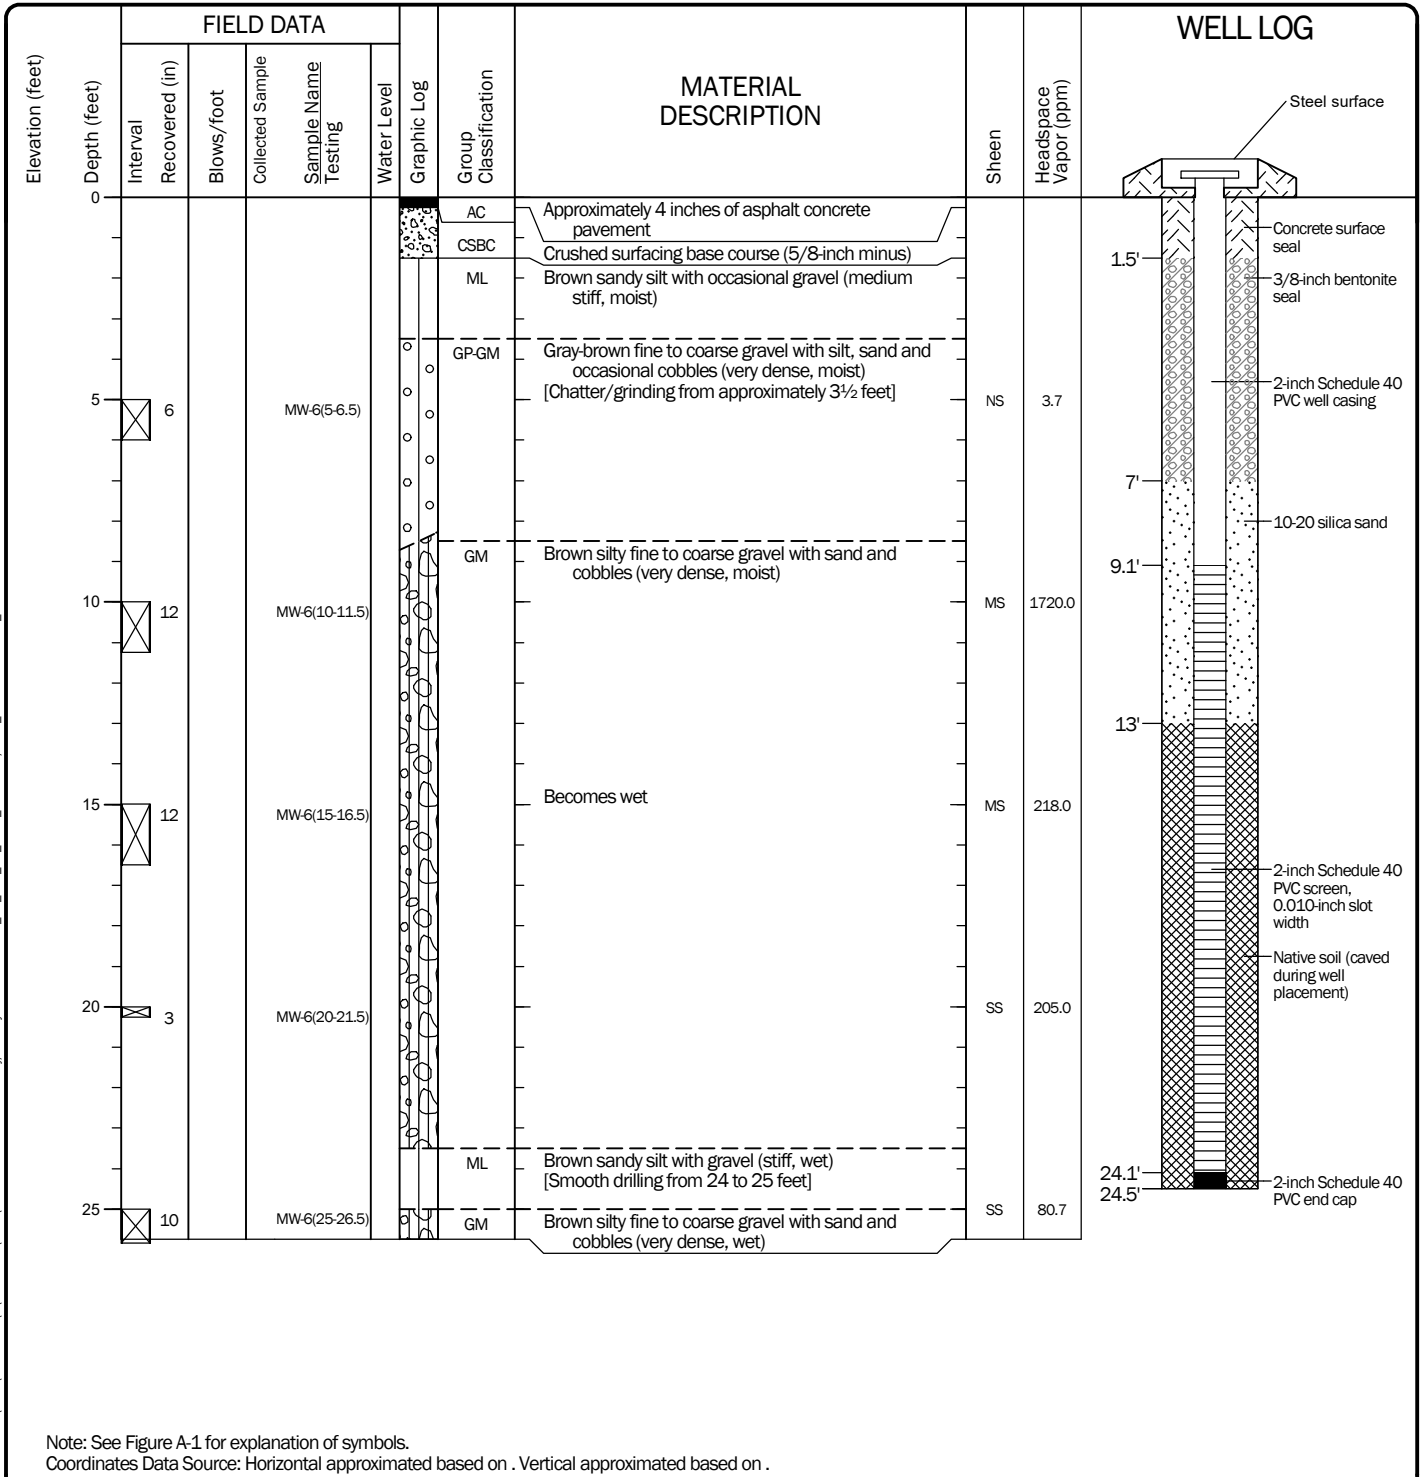 FIELD DATA
WELL LOG
Elevation (feet)
Depth (feet)
Interval
Recovered (in)
Blows/foot
Collected Sample
Sample Name
Testing
Water Level
Graphic Log
Group
Classification
MATERIAL
DESCRIPTION
Sheen
Headspace
Vapor (ppm)
Steel surface
0
AC
Approximately 4 inches of asphalt concrete
pavement
CSBC
Crushed surfacing base course (5/8-inch minus)
Concrete surface
seal
1.5'
ML
Brown sandy silt with occasional gravel (medium
stiff, moist)
3/8-inch bentonite
seal
GP-GM
Gray-brown fine to coarse gravel with silt, sand and
occasional cobbles (very dense, moist)
[Chatter/grinding from approximately 3½ feet]
2-inch Schedule 40
PVC well casing
5
6
MW-6(5-6.5)
NS
3.7
7'
10-20 silica sand
GM
Brown silty fine to coarse gravel with sand and
cobbles (very dense, moist)
9.1'
10
12
MW-6(10-11.5)
MS
1720.0
13'
15
12
MW-6(15-16.5)
Becomes wet
MS
218.0
2-inch Schedule 40
PVC screen,
0.010-inch slot
width
Native soil (caved
during well
placement)
20
3
MW-6(20-21.5)
SS
205.0
ML
Brown sandy silt with gravel (stiff, wet)
[Smooth drilling from 24 to 25 feet]
24.1'
24.5'
2-inch Schedule 40
PVC end cap
25
10
MW-6(25-26.5)
GM
Brown silty fine to coarse gravel with sand and
cobbles (very dense, wet)
SS
80.7
Note: See Figure A-1 for explanation of symbols.
Coordinates Data Source: Horizontal approximated based on . Vertical approximated based on .